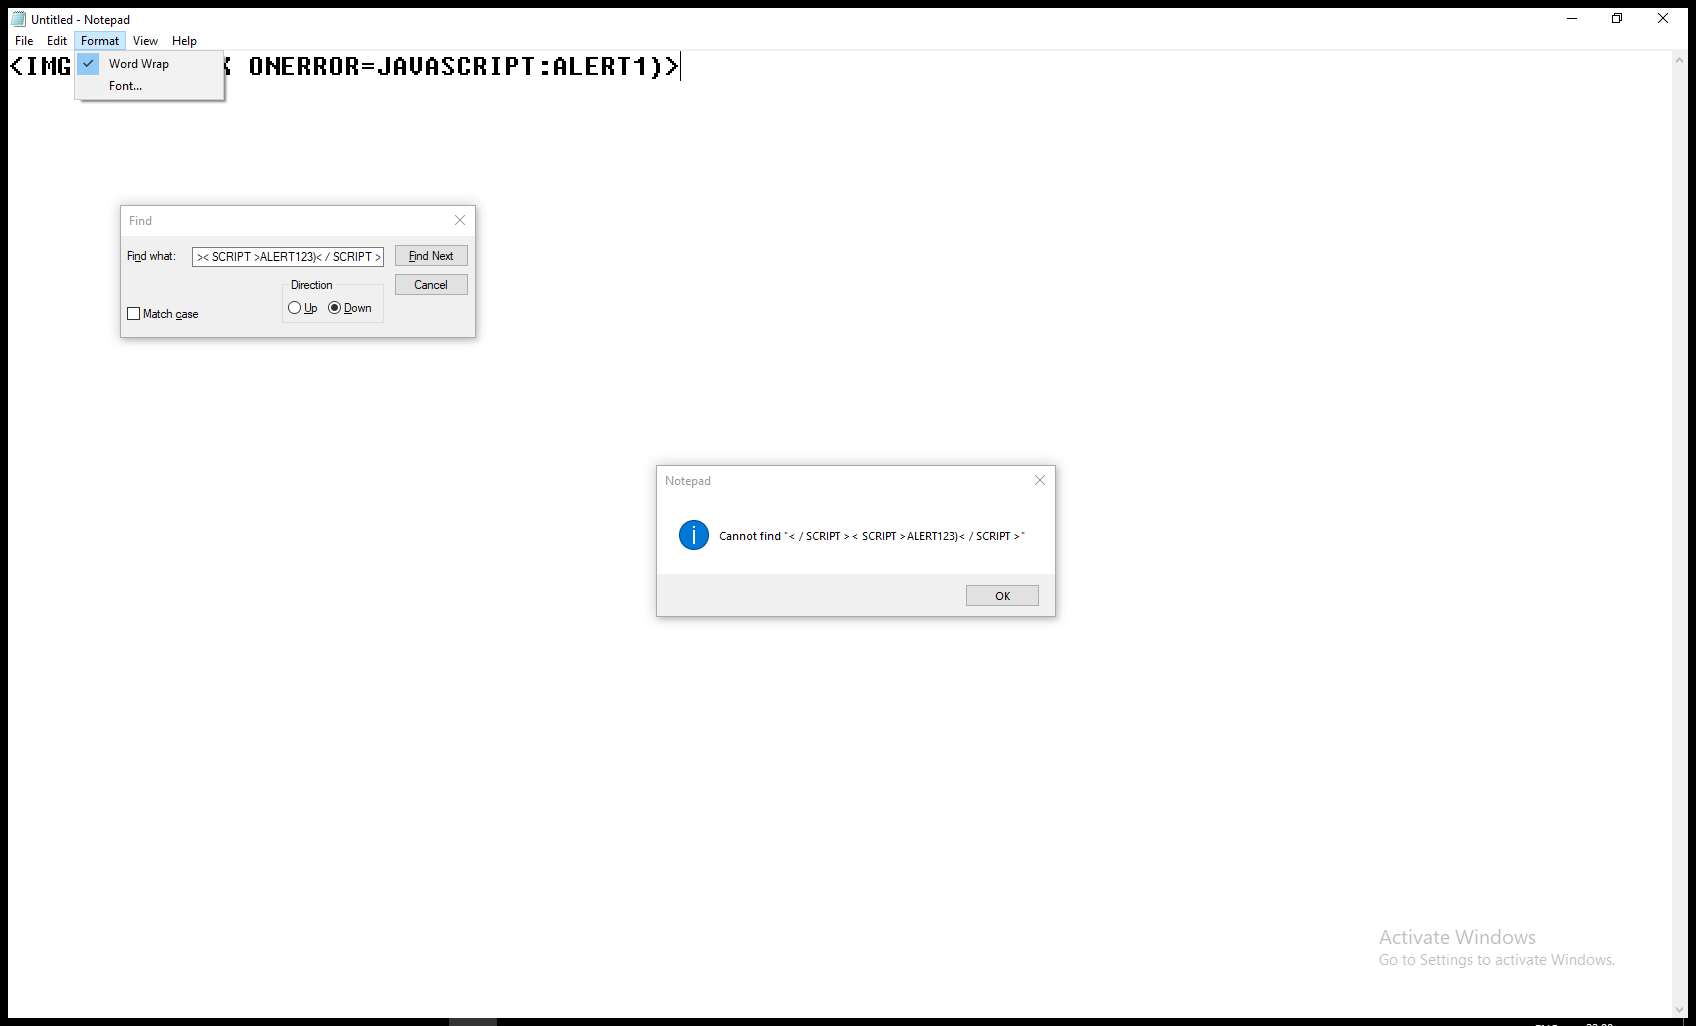 Untitled - Notepad
File Edit Format View Help
<IMG ONERROR=JAVASCRIPT:ALERT1)>
Word Wrap
Font...
Find
Find what: >< SCRIPT >ALERT123)< / SCRIPT > Find Next
Direction Cancel
Up Down
Match case
Notepad
Cannot find "< / SCRIPT >< SCRIPT >ALERT123)< / SCRIPT >"
OK
Activate Windows
Go to Settings to activate Windows.